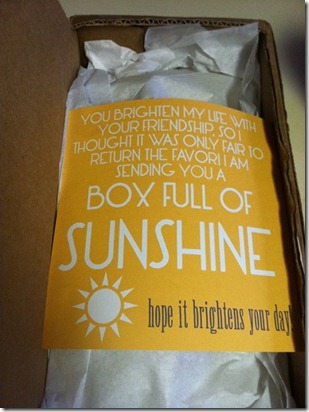 YOU BRIGHTEN MY LIFE WITH
YOUR FRIENDSHIP SO I
THOUGHT IT WAS ONLY FAIR TO
RETURN THE FAVOR! I AM
SENDING YOU A
BOX FULL OF
SUNSHINE
hope it brightens your day!